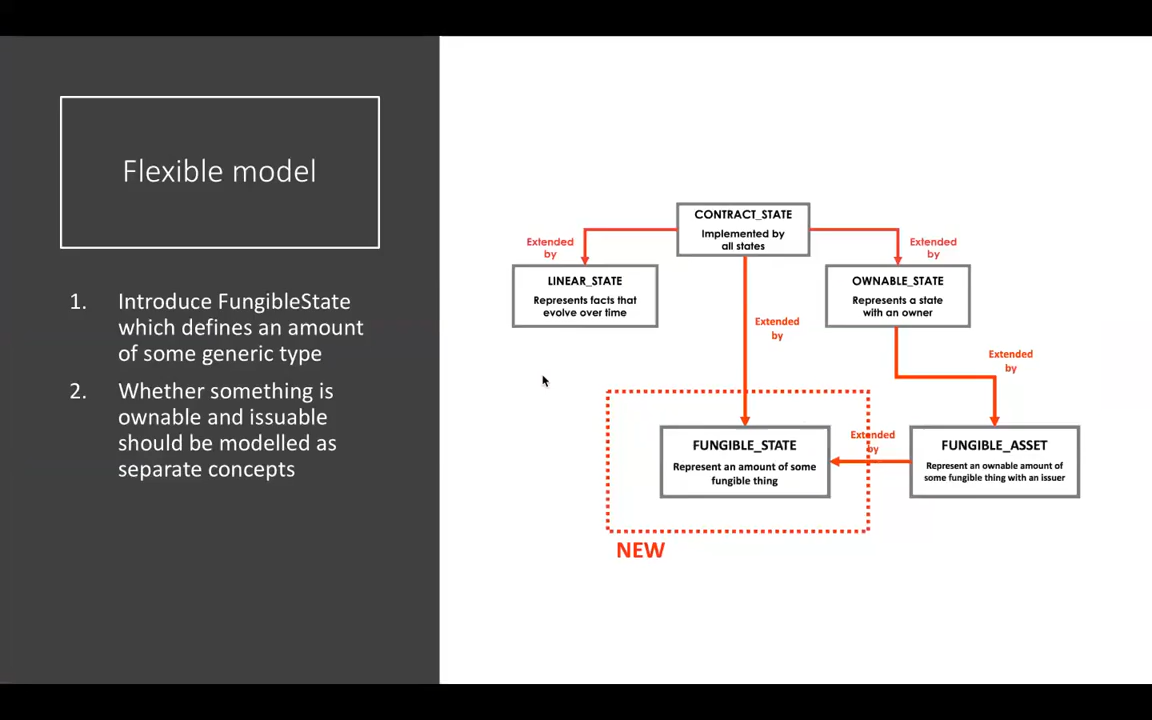 Flexible model
1. Introduce FungibleState
which defines an amount
of some generic type
2. Whether something is
ownable and issuable
should be modelled as
separate concepts
CONTRACT_STATE
Implemented by
all states
Extended
by
Extended
by
LINEAR_STATE
Represents facts that
evolve over time
OWNABLE_STATE
Represents a state
with an owner
Extended
by
Extended
by
FUNGIBLE_STATE
Represent an amount of some
fungible thing
Extended
by
FUNGIBLE_ASSET
Represent an ownable amount of
some fungible thing with an issuer
NEW